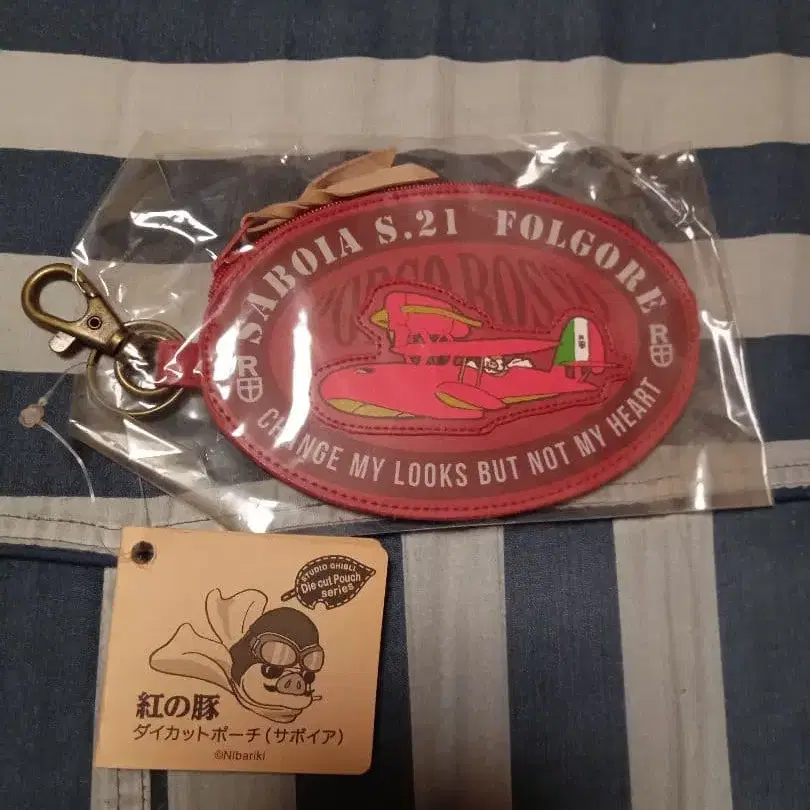 SABOIA S.21 FOLGORE
PORCO ROSSO
R
R
CHANGE MY LOOKS BUT NOT MY HEART
STUDIO GHIBLI
Die cut Pouch
series
紅の豚
ダイカットポーチ(サボイア)
©Nibariki